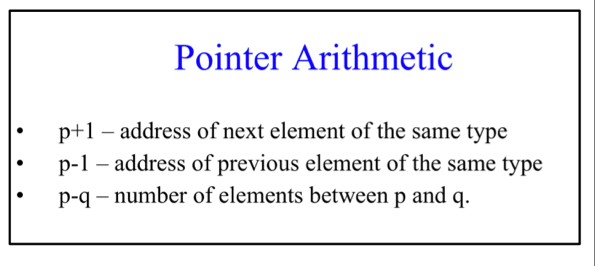 Pointer Arithmetic
• p+1 – address of next element of the same type
• p-1 – address of previous element of the same type
• p-q – number of elements between p and q.